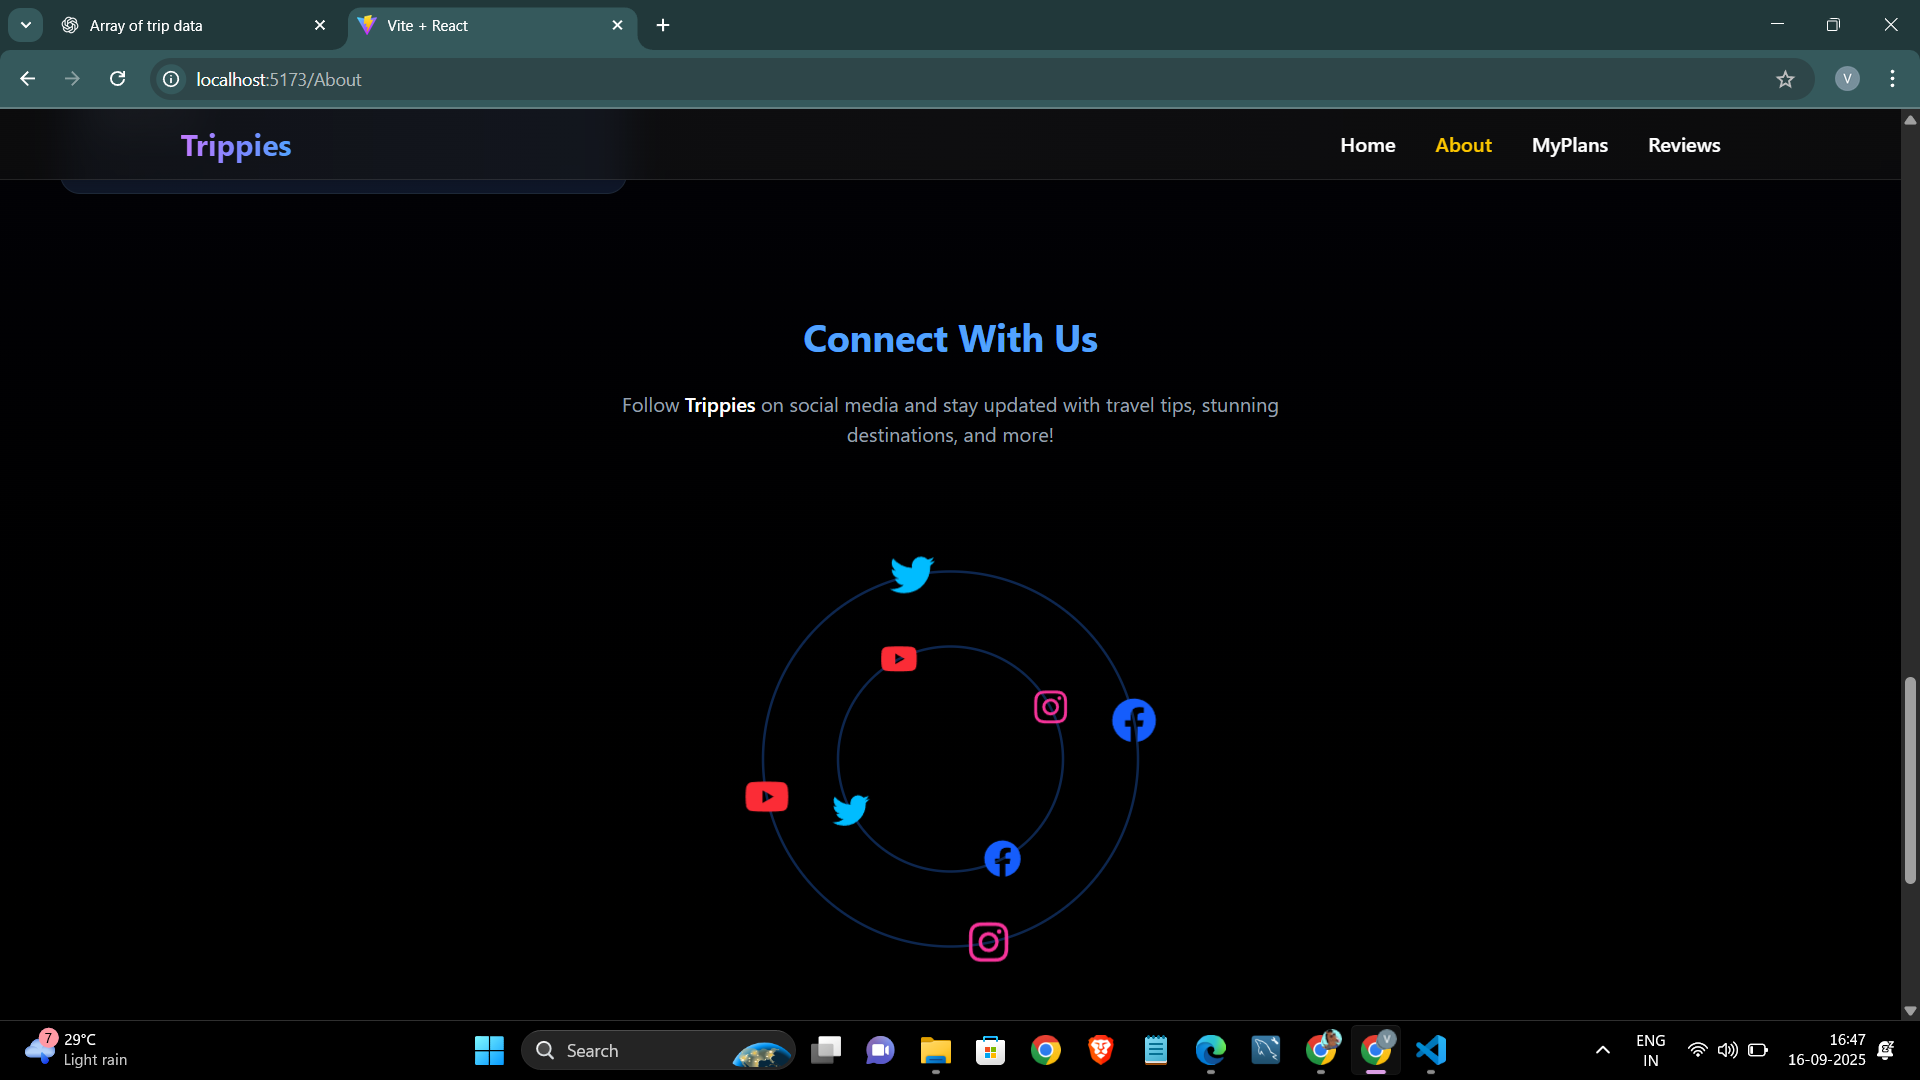 Array of trip data
Vite + React
localhost:5173/About
V
Trippies
Home
About
MyPlans
Reviews
Connect With Us
Follow Trippies on social media and stay updated with travel tips, stunning
destinations, and more!
7
29°C
Light rain
Search
V
ENG
IN
16:47
16-09-2025